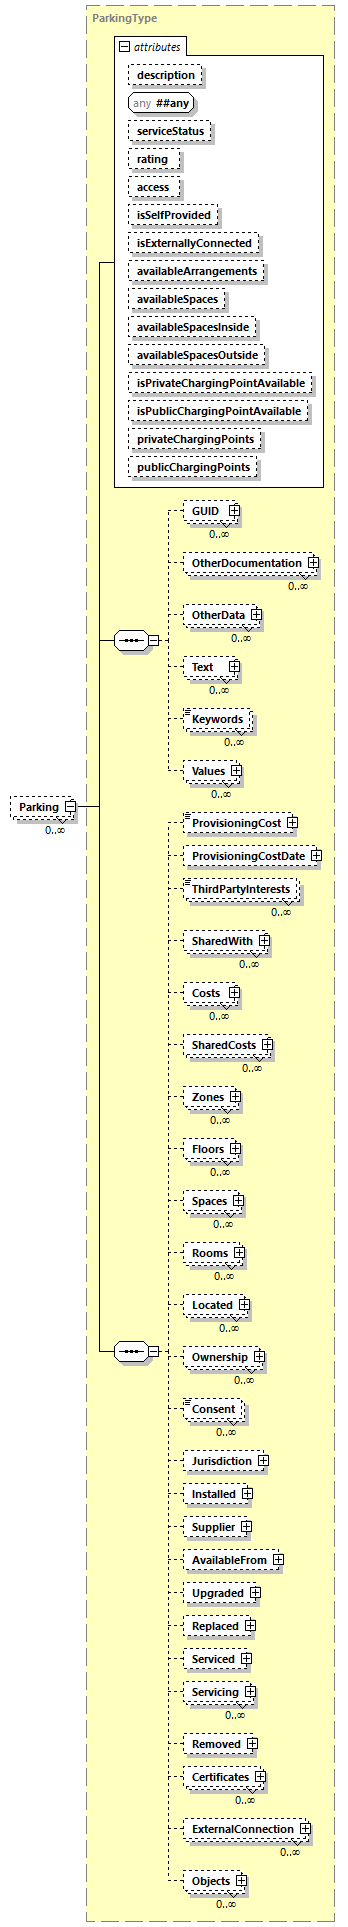 ParkingType
attributes
description
any ##any
serviceStatus
rating
access
isSelfProvided
isExternallyConnected
availableArrangements
availableSpaces
availableSpacesInside
availableSpacesOutside
isPrivateChargingPointAvailable
isPublicChargingPointAvailable
privateChargingPoints
publicChargingPoints
GUID
0..∞
OtherDocumentation
0..∞
OtherData
0..∞
Text
0..∞
Keywords
0..∞
Values
0..∞
Parking
0..∞
ProvisioningCost
ProvisioningCostDate
ThirdPartyInterests
0..∞
SharedWith
0..∞
Costs
0..∞
SharedCosts
0..∞
Zones
0..∞
Floors
0..∞
Spaces
0..∞
Rooms
0..∞
Located
0..∞
Ownership
0..∞
Consent
0..∞
Jurisdiction
Installed
Supplier
AvailableFrom
Upgraded
Replaced
Serviced
Servicing
0..∞
Removed
Certificates
0..∞
ExternalConnection
0..∞
Objects
0..∞